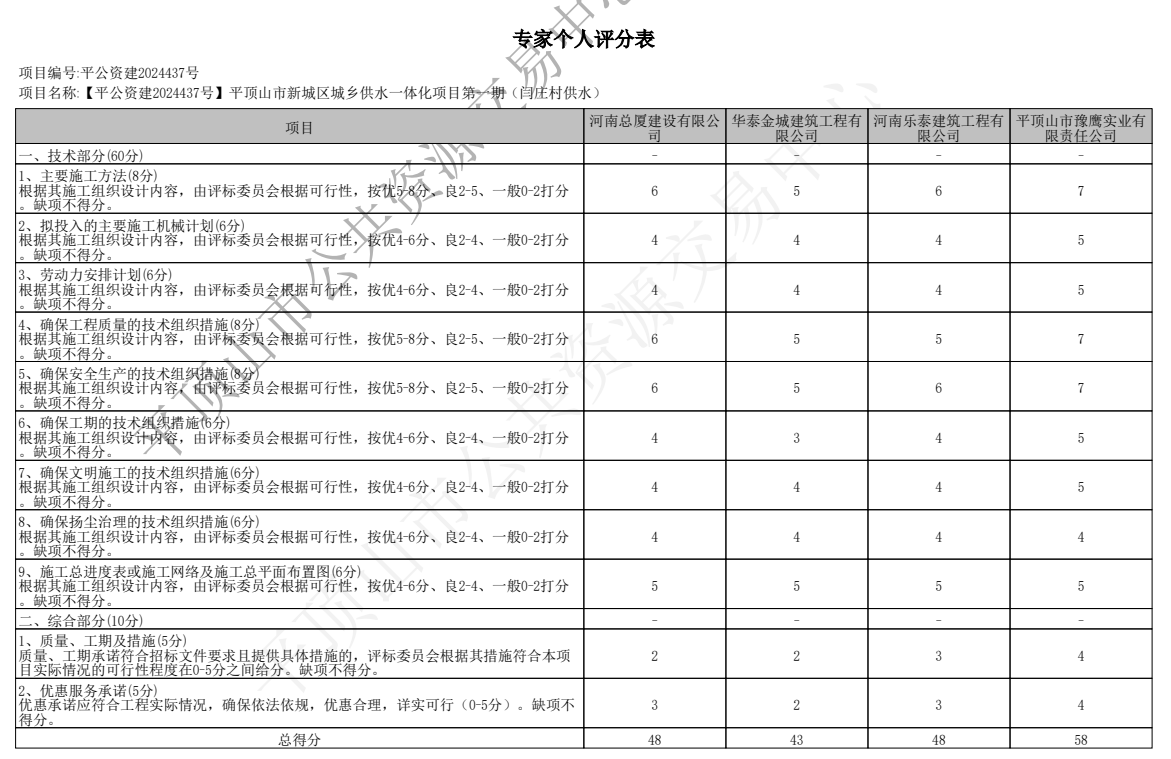 专家个人评分表
项目编号:平公资建2024437号
项目名称:【平公资建2024437号】平顶山市新城区城乡供水一体化项目第一期（闫庄村供水）
项目 河南总厦建设有限公 华泰金城建筑工程有 河南乐泰建筑工程有 平顶山市豫鹰实业有
司 限公司 限公司 限责任公司
一、技术部分(60分) - - - -
1、主要施工方法(8分)
根据其施工组织设计内容，由评标委员会根据可行性，按优5-8分、良2-5、一般0-2打分 6 5 6 7
。缺项不得分。
2、拟投入的主要施工机械计划(6分)
根据其施工组织设计内容，由评标委员会根据可行性，按优4-6分、良2-4、一般0-2打分 4 4 4 5
。缺项不得分。
3、劳动力安排计划(6分)
根据其施工组织设计内容，由评标委员会根据可行性，按优4-6分、良2-4、一般0-2打分 4 4 4 5
。缺项不得分。
4、确保工程质量的技术组织措施(8分)
根据其施工组织设计内容，由评标委员会根据可行性，按优5-8分、良2-5、一般0-2打分 6 5 5 7
。缺项不得分。
5、确保安全生产的技术组织措施(8分)
根据其施工组织设计内容，由评标委员会根据可行性，按优5-8分、良2-5、一般0-2打分 6 5 6 7
。缺项不得分。
6、确保工期的技术组织措施(6分)
根据其施工组织设计内容，由评标委员会根据可行性，按优4-6分、良2-4、一般0-2打分 4 3 4 5
。缺项不得分。
7、确保文明施工的技术组织措施(6分)
根据其施工组织设计内容，由评标委员会根据可行性，按优4-6分、良2-4、一般0-2打分 4 4 4 5
。缺项不得分。
8、确保扬尘治理的技术组织措施(6分)
根据其施工组织设计内容，由评标委员会根据可行性，按优4-6分、良2-4、一般0-2打分 4 4 4 4
。缺项不得分。
9、施工总进度表或施工网络及施工总平面布置图(6分)
根据其施工组织设计内容，由评标委员会根据可行性，按优4-6分、良2-4、一般0-2打分 5 5 5 5
。缺项不得分。
二、综合部分(10分) - - - -
1、质量、工期及措施(5分)
质量、工期承诺符合招标文件要求且提供具体措施的，评标委员会根据其措施符合本项 2 2 3 4
目实际情况的可行性程度在0-5分之间给分。缺项不得分。
2、优惠服务承诺(5分)
优惠承诺应符合工程实际情况，确保依法依规，优惠合理，详实可行（0-5分）。缺项不 3 2 3 4
得分。
总得分 48 43 48 58
平顶山市公共资源交易中心
平顶山市公共资源交易中心